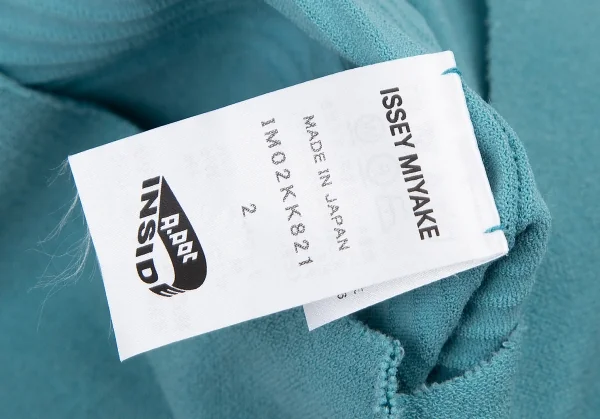 ISSEY MIYAKE
MADE IN JAPAN
IM02KK821
2
A.POC
INSIDE